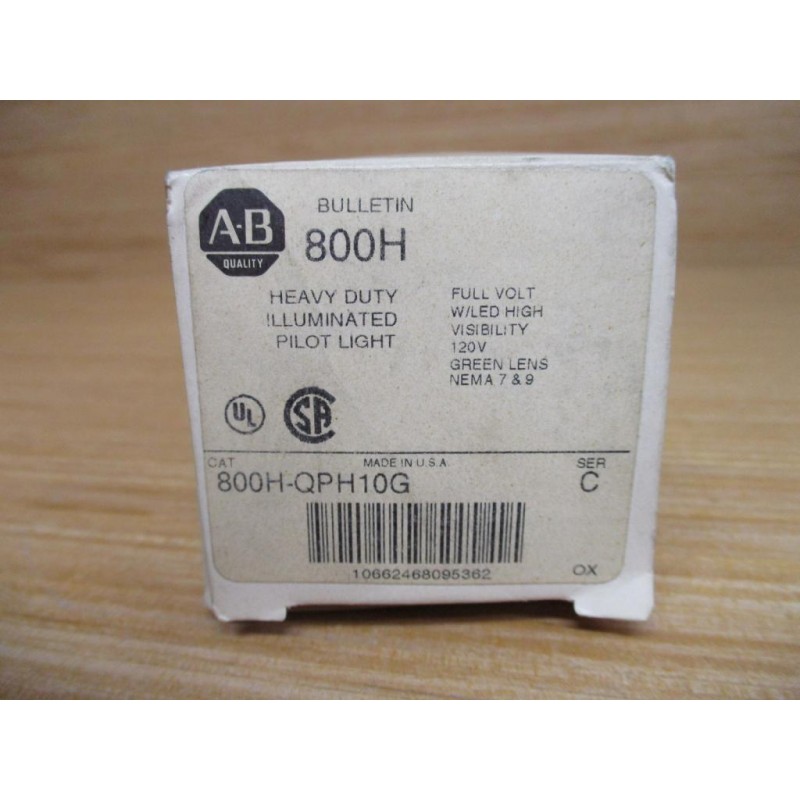 A·B
QUALITY
BULLETIN
800H
HEAVY DUTY
ILLUMINATED
PILOT LIGHT
FULL VOLT
W/LED HIGH
VISIBILITY
120V
GREEN LENS
NEMA 7 & 9
UL
SA
CAT
MADE IN U.S.A.
SER
800H-QPH10G
C
10662468095362
OX